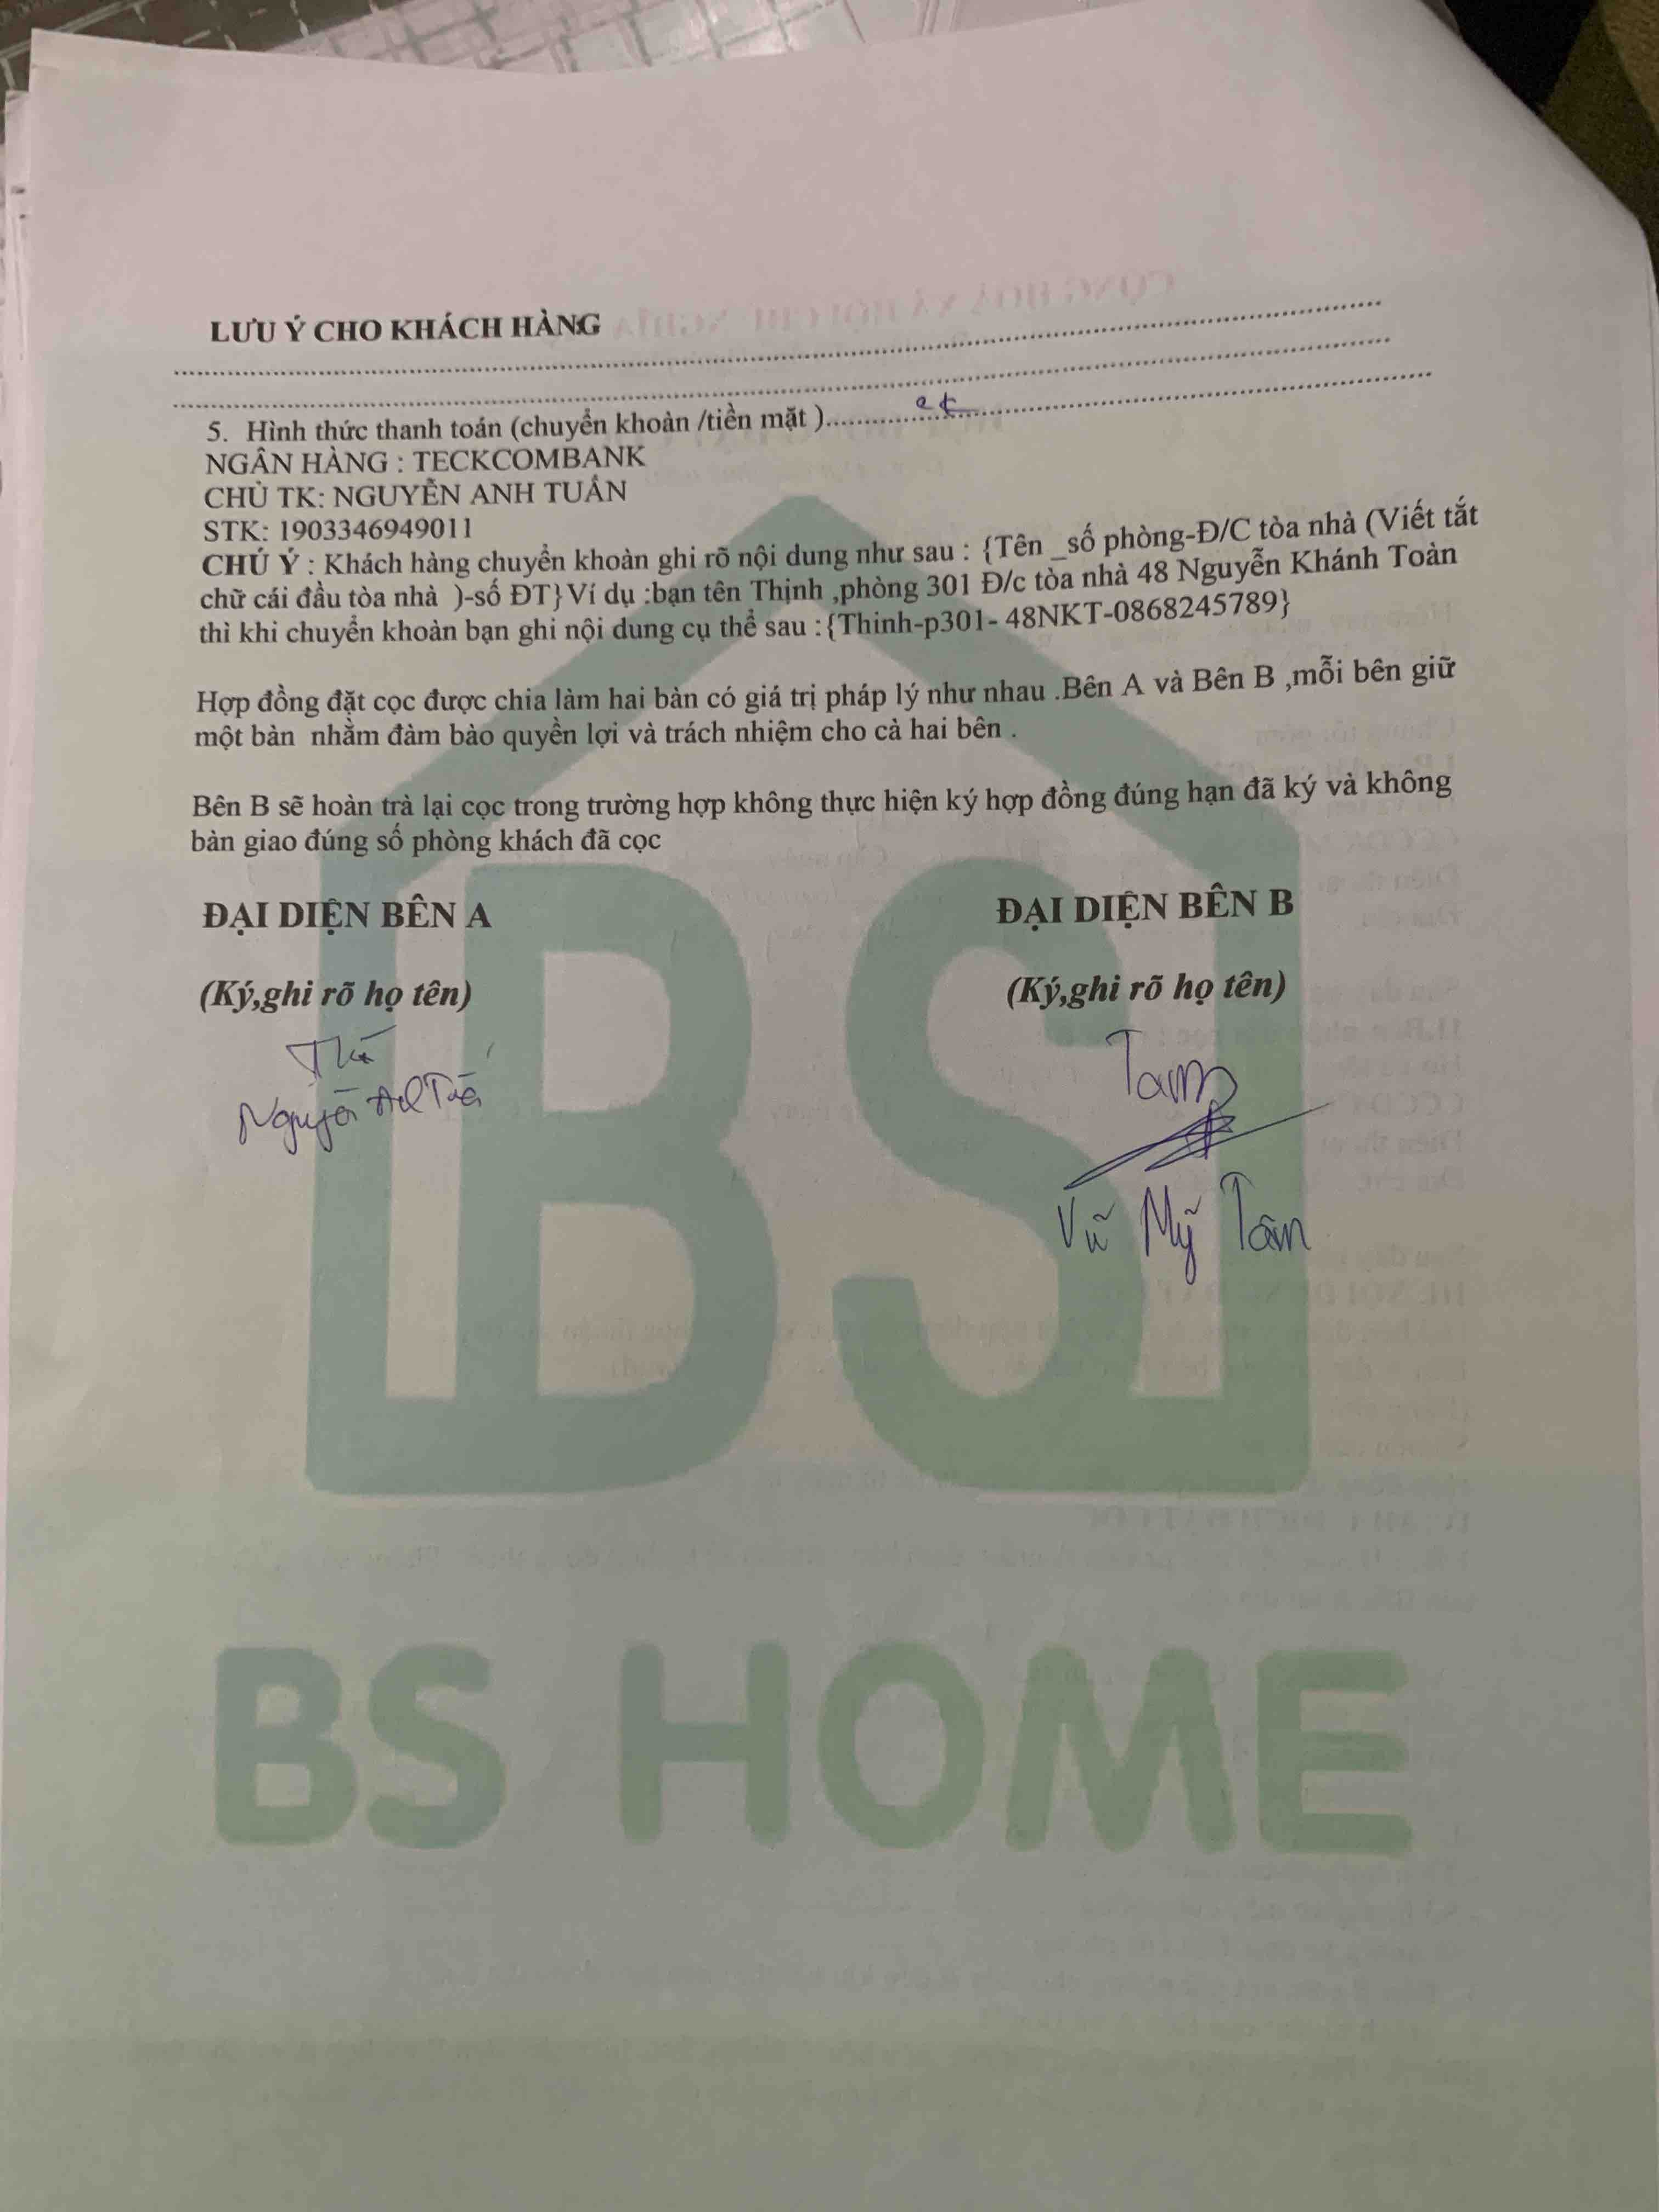 LƯU Ý CHO KHÁCH HÀNG
5. Hình thức thanh toán (chuyển khoản /tiền mặt ) ck
NGÂN HÀNG : TECKCOMBANK
CHỦ TK: NGUYỄN ANH TUẤN
STK: 1903346949011
CHÚ Ý : Khách hàng chuyển khoản ghi rõ nội dung như sau : {Tên _số phòng-Đ/C tòa nhà (Viết tắt
chữ cái đầu tòa nhà )-số ĐT} Ví dụ :bạn tên Thịnh ,phòng 301 Đ/c tòa nhà 48 Nguyễn Khánh Toàn
thì khi chuyển khoản bạn ghi nội dung cụ thể sau :{Thinh-p301- 48NKT-0868245789}
Hợp đồng đặt cọc được chia làm hai bản có giá trị pháp lý như nhau .Bên A và Bên B ,mỗi bên giữ
một bản nhằm đảm bảo quyền lợi và trách nhiệm cho cả hai bên .
Bên B sẽ hoàn trả lại cọc trong trường hợp không thực hiện ký hợp đồng đúng hạn đã ký và không
bàn giao đúng số phòng khách đã cọc
ĐẠI DIỆN BÊN A
ĐẠI DIỆN BÊN B
(Ký,ghi rõ họ tên)
(Ký,ghi rõ họ tên)
Tam
Nguyễn
Vũ Mỹ Tâm
BS
BS HOME